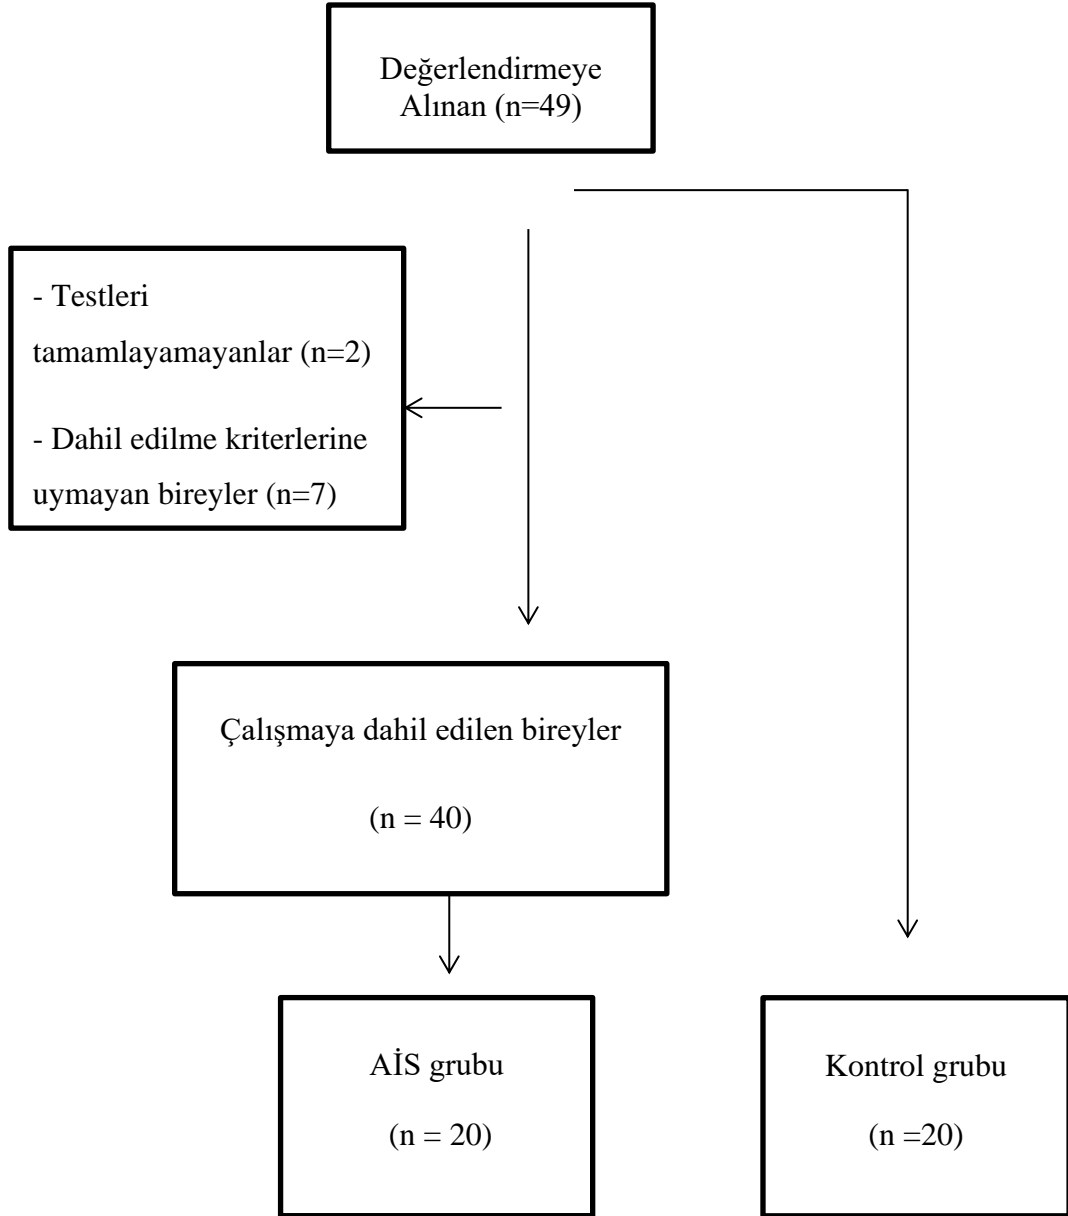 Değerlendirmeye
Alınan (n=49)
- Testleri
tamamlayamayanlar (n=2)
- Dahil edilme kriterlerine
uymayan bireyler (n=7)
Çalışmaya dahil edilen bireyler
(n = 40)
AİS grubu
(n = 20)
Kontrol grubu
(n =20)